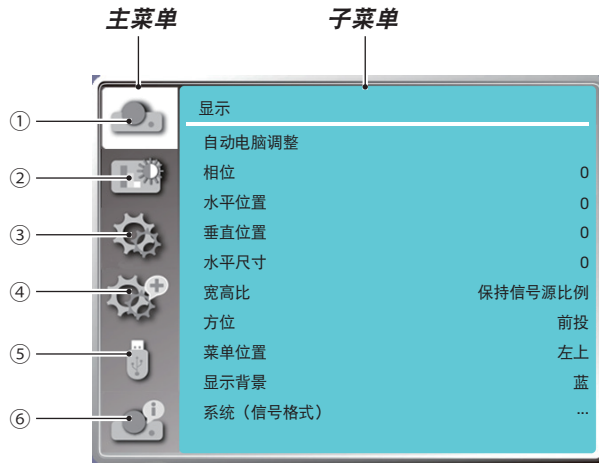 主菜单 子菜单
① 显示
自动电脑调整
② 相位 0
水平位置 0
③ 垂直位置 0
水平尺寸 0
④ 宽高比 保持信号源比例
方位 前投
⑤ 菜单位置 左上
显示背景 蓝
⑥ 系统（信号格式） ...